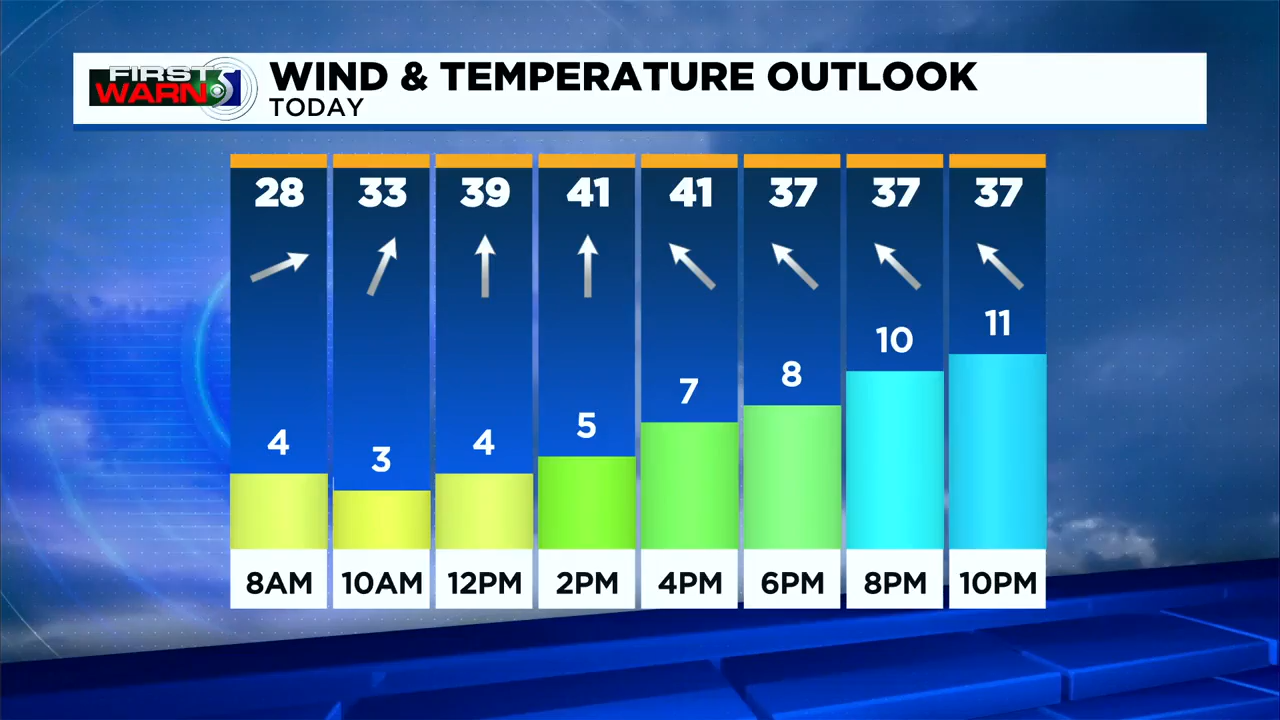 FIRST
WARN 5
WIND & TEMPERATURE OUTLOOK
TODAY
28 33 39 41 41 37 37 37
4 3 4 5 7 8 10 11
8AM 10AM 12PM 2PM 4PM 6PM 8PM 10PM